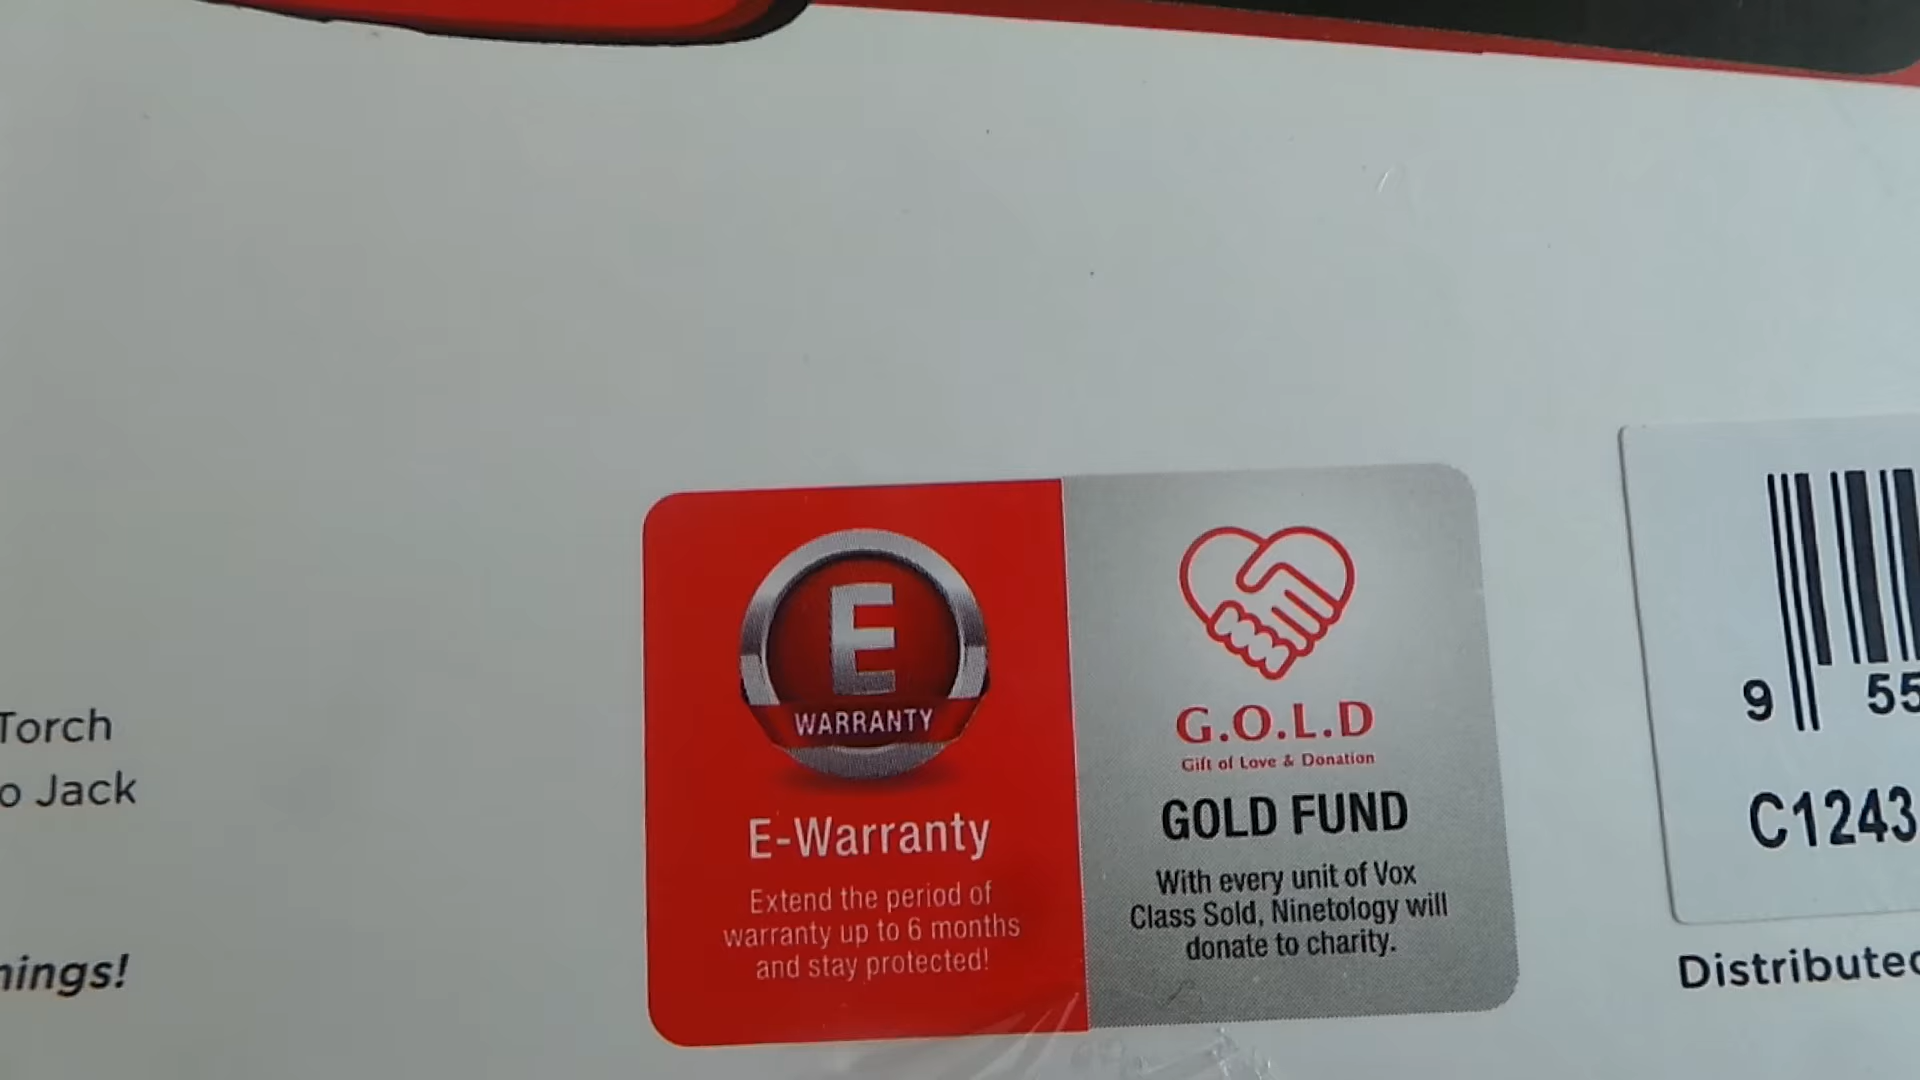 Torch
o Jack
nings!
E
WARRANTY
E-Warranty
Extend the period of
warranty up to 6 months
and stay protected!
G.O.L.D
Gift of Love & Donation
GOLD FUND
With every unit of Vox
Class Sold, Ninetology will
donate to charity.
9 55
C1243
Distributed